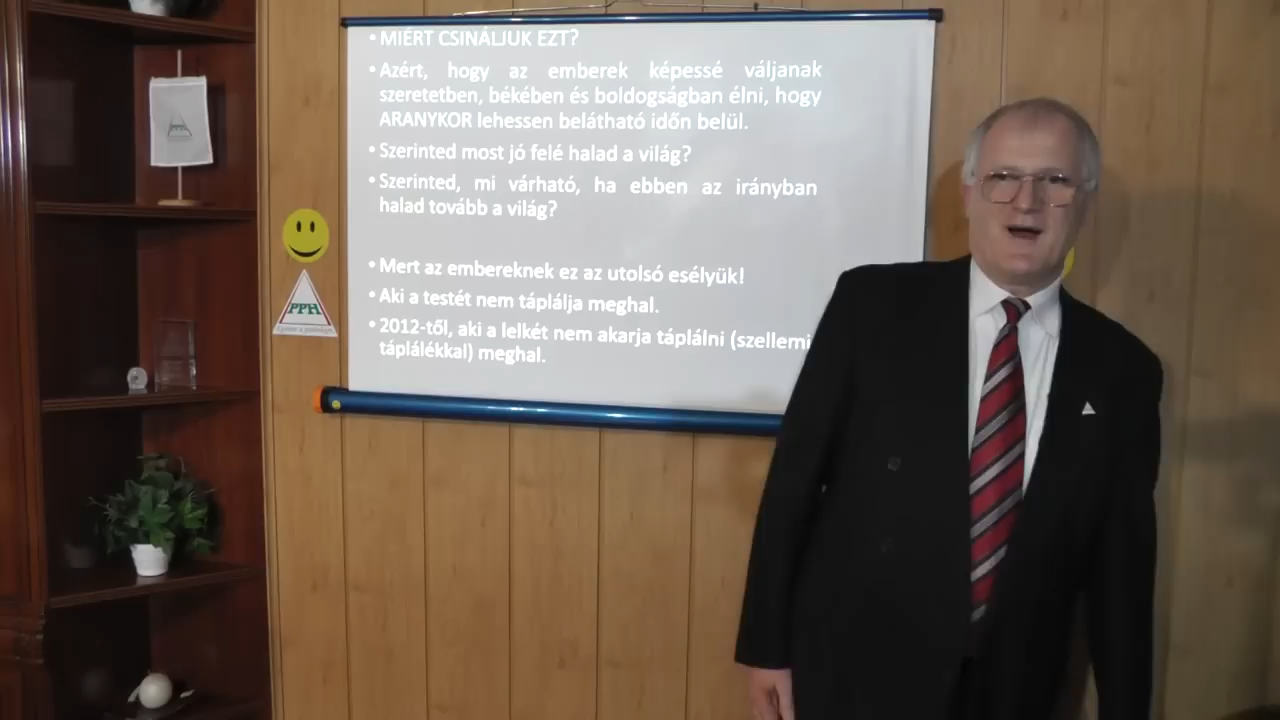 • MIÉRT CSINÁLJUK EZT?
• Azért, hogy az emberek képessé váljanak
szeretetben, békében és boldogságban élni, hogy
ARANYKOR lehessen belátható időn belül.
• Szerinted most jó felé halad a világ?
• Szerinted, mi várható, ha ebben az irányban
halad tovább a világ?
• Mert az embereknek ez az utolsó esélyük!
• Aki a testét nem táplálja meghal.
• 2012-től, aki a lelkét nem akarja táplálni (szellemi
táplálékkal) meghal.
PPH